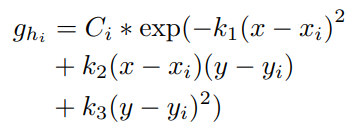 g_{h_i} = C_i * exp(−k_1(x − x_i)^2
+ k_2(x − x_i)(y − y_i)
+ k_3(y − y_i)^2)